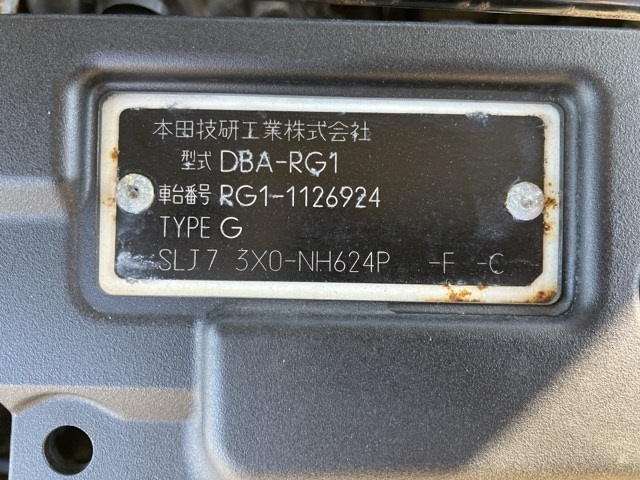 本田技研工業株式会社
型式 DBA-RG1
車台番号 RG1-1126924
TYPE G
SLJ7 3X0-NH624P -F -C